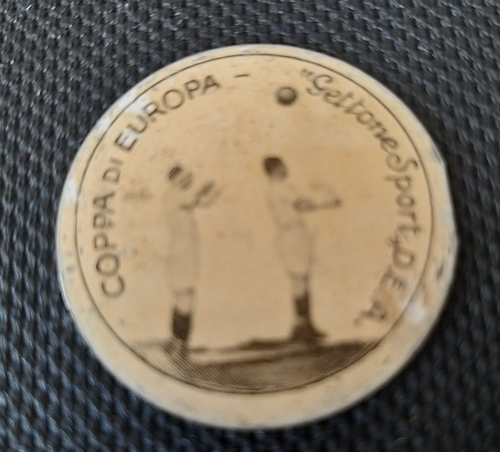 COPPA DI EUROPA -
"Gettone Sport, D.E.A.